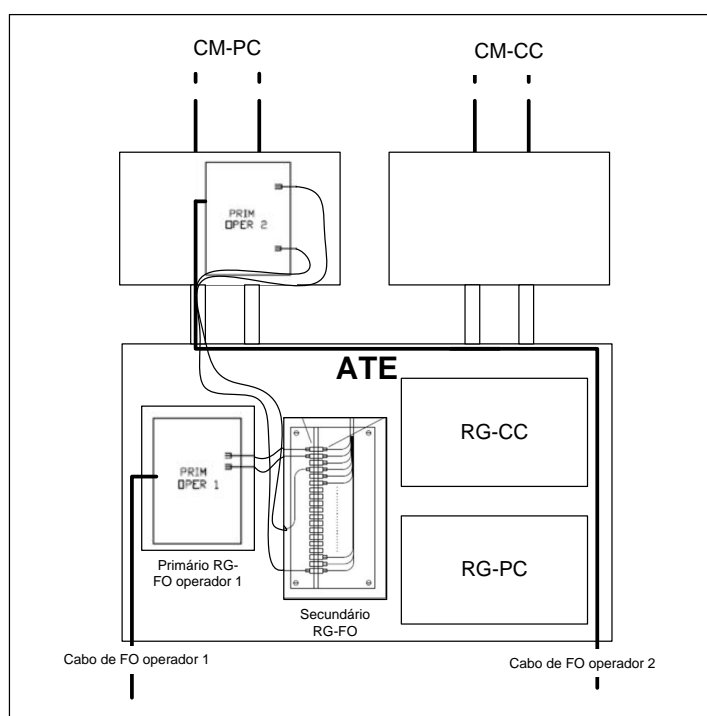 CM-PC
CM-CC
PRIM
OPER 2
ATE
RG-CC
PRIM
OPER 1
RG-PC
Primário RG-
FO operador 1
Secundário
RG-FO
Cabo de FO operador 1
Cabo de FO operador 2